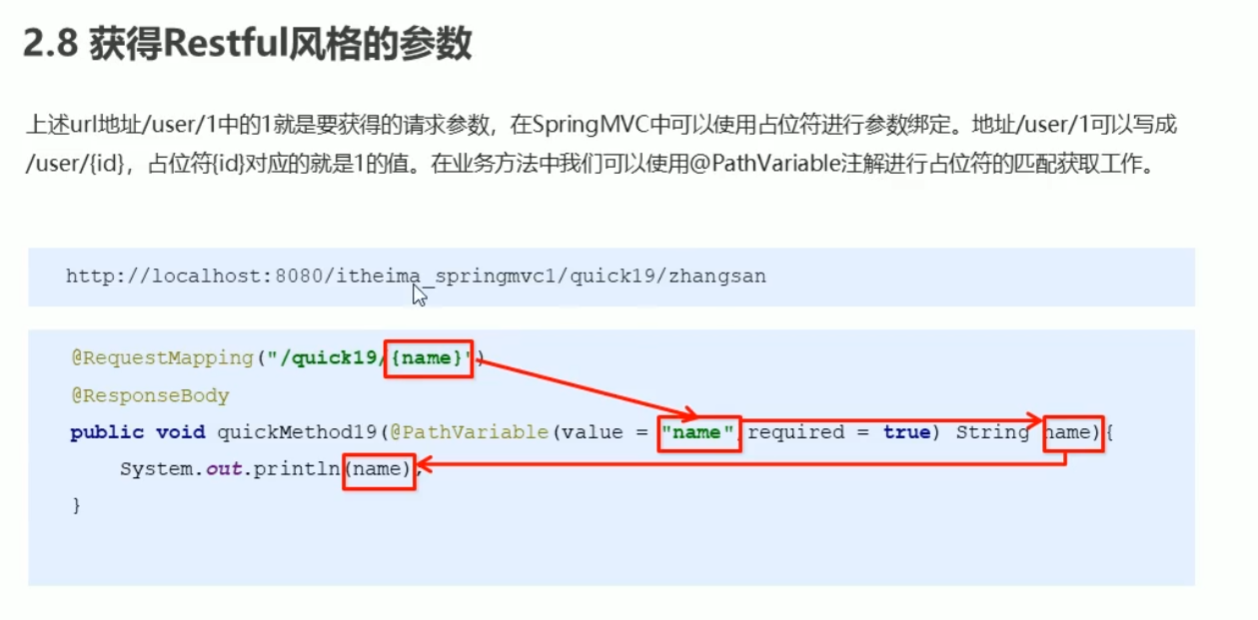 2.8 获得Restful风格的参数
上述url地址/user/1中的1就是要获得的请求参数，在SpringMVC中可以使用占位符进行参数绑定。地址/user/1可以写成
/user/{id}，占位符{id}对应的就是1的值。在业务方法中我们可以使用@PathVariable注解进行占位符的匹配获取工作。
http://localhost:8080/itheima_springmvc1/quick19/zhangsan
@RequestMapping("/quick19/{name}")
@ResponseBody
public void quickMethod19(@PathVariable(value = "name",required = true) String name){
System.out.println(name);
}